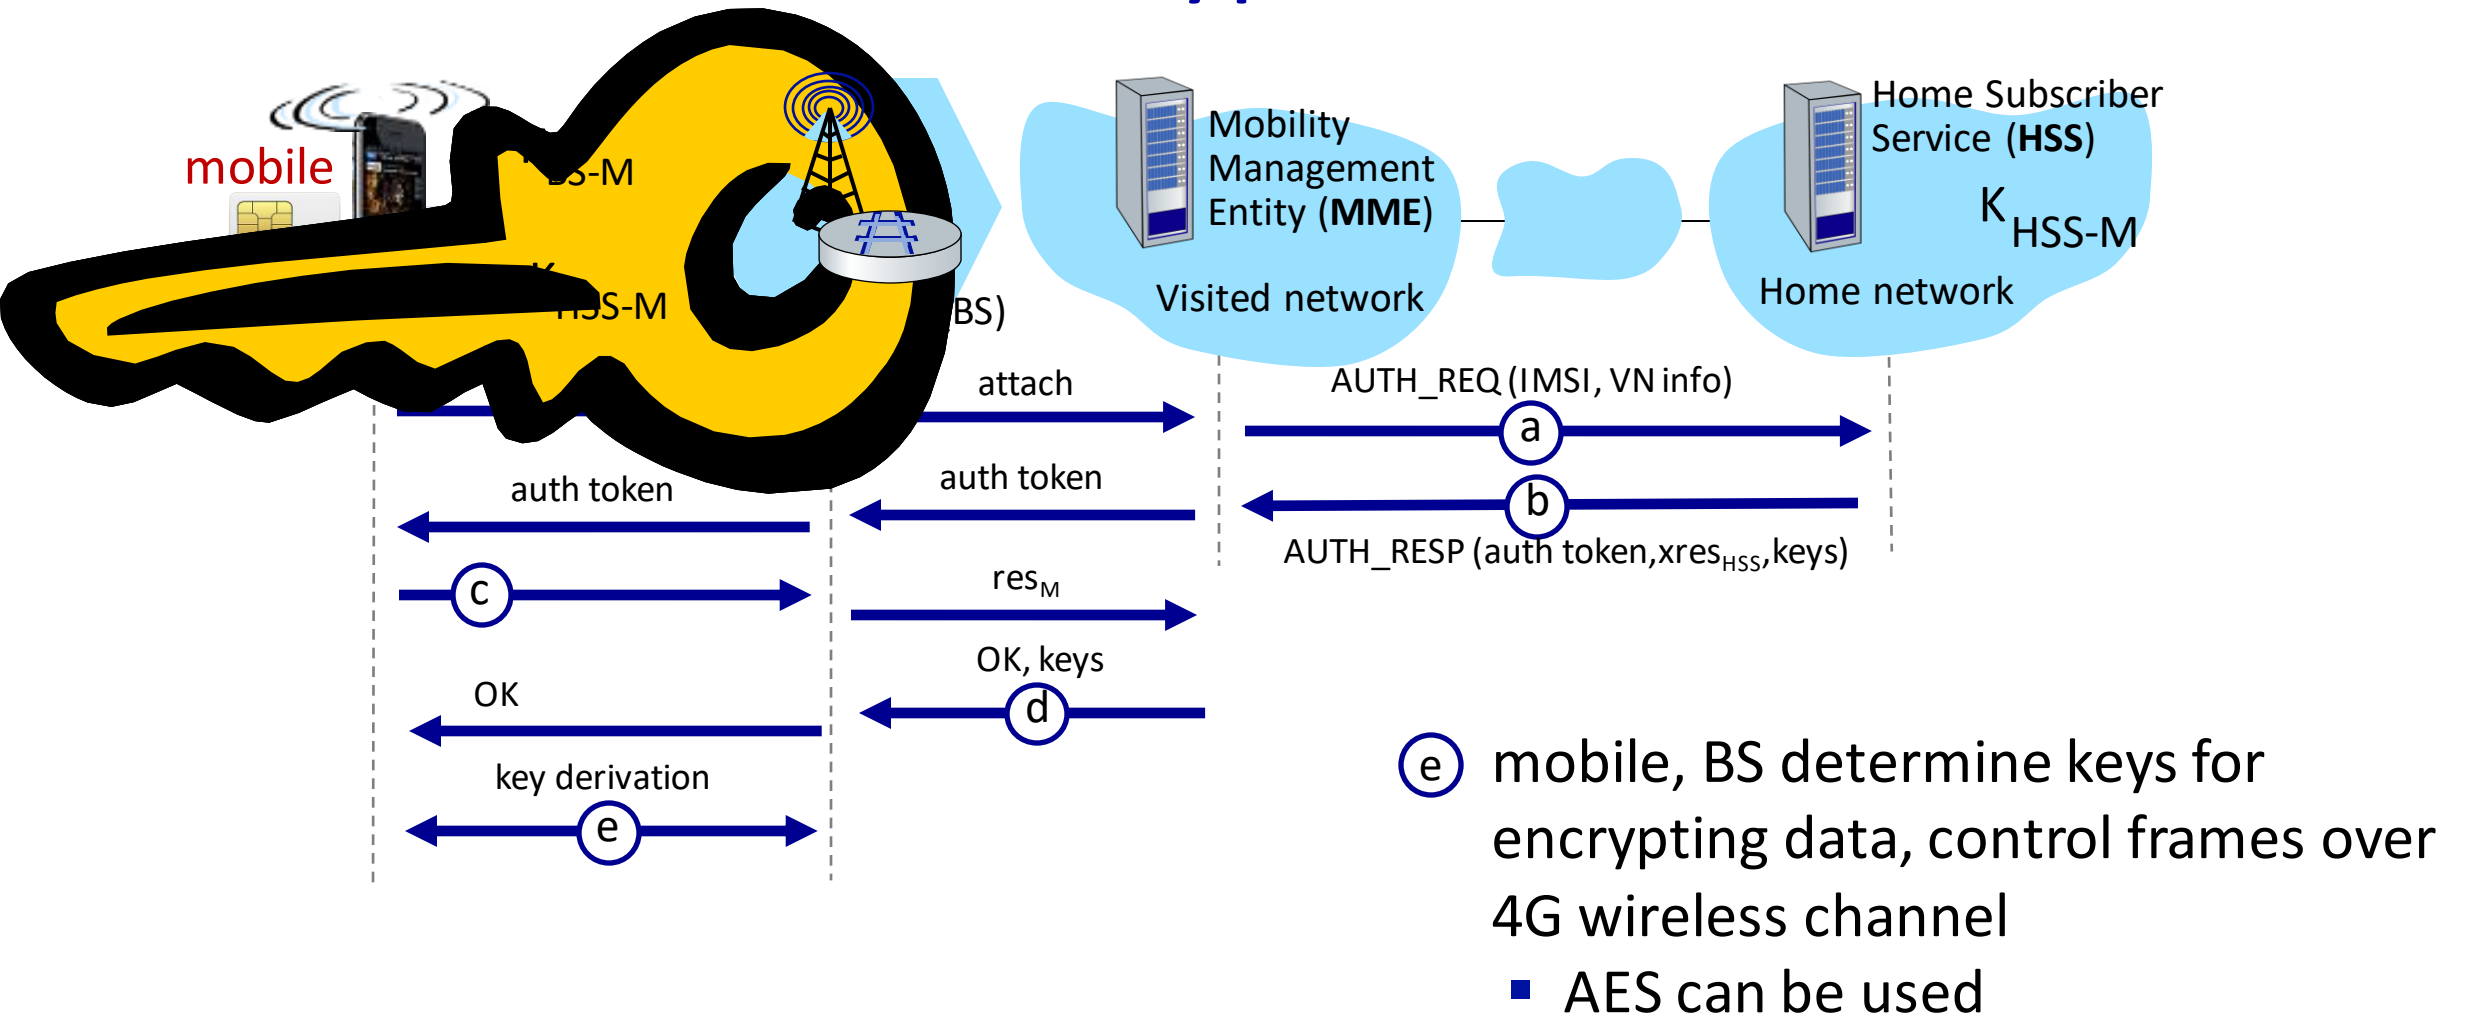 Home Subscriber
Service (HSS)
Mobility
Management
Entity (MME)
mobile
BS-M
K HSS-M
HSS-M
Visited network
Home network
BS)
attach
AUTH_REQ (IMSI, VN info)
a
auth token
auth token
b
AUTH_RESP (auth token,xresHSS,keys)
c
resM
OK, keys
OK
d
key derivation
e
e mobile, BS determine keys for
encrypting data, control frames over
4G wireless channel
▪ AES can be used